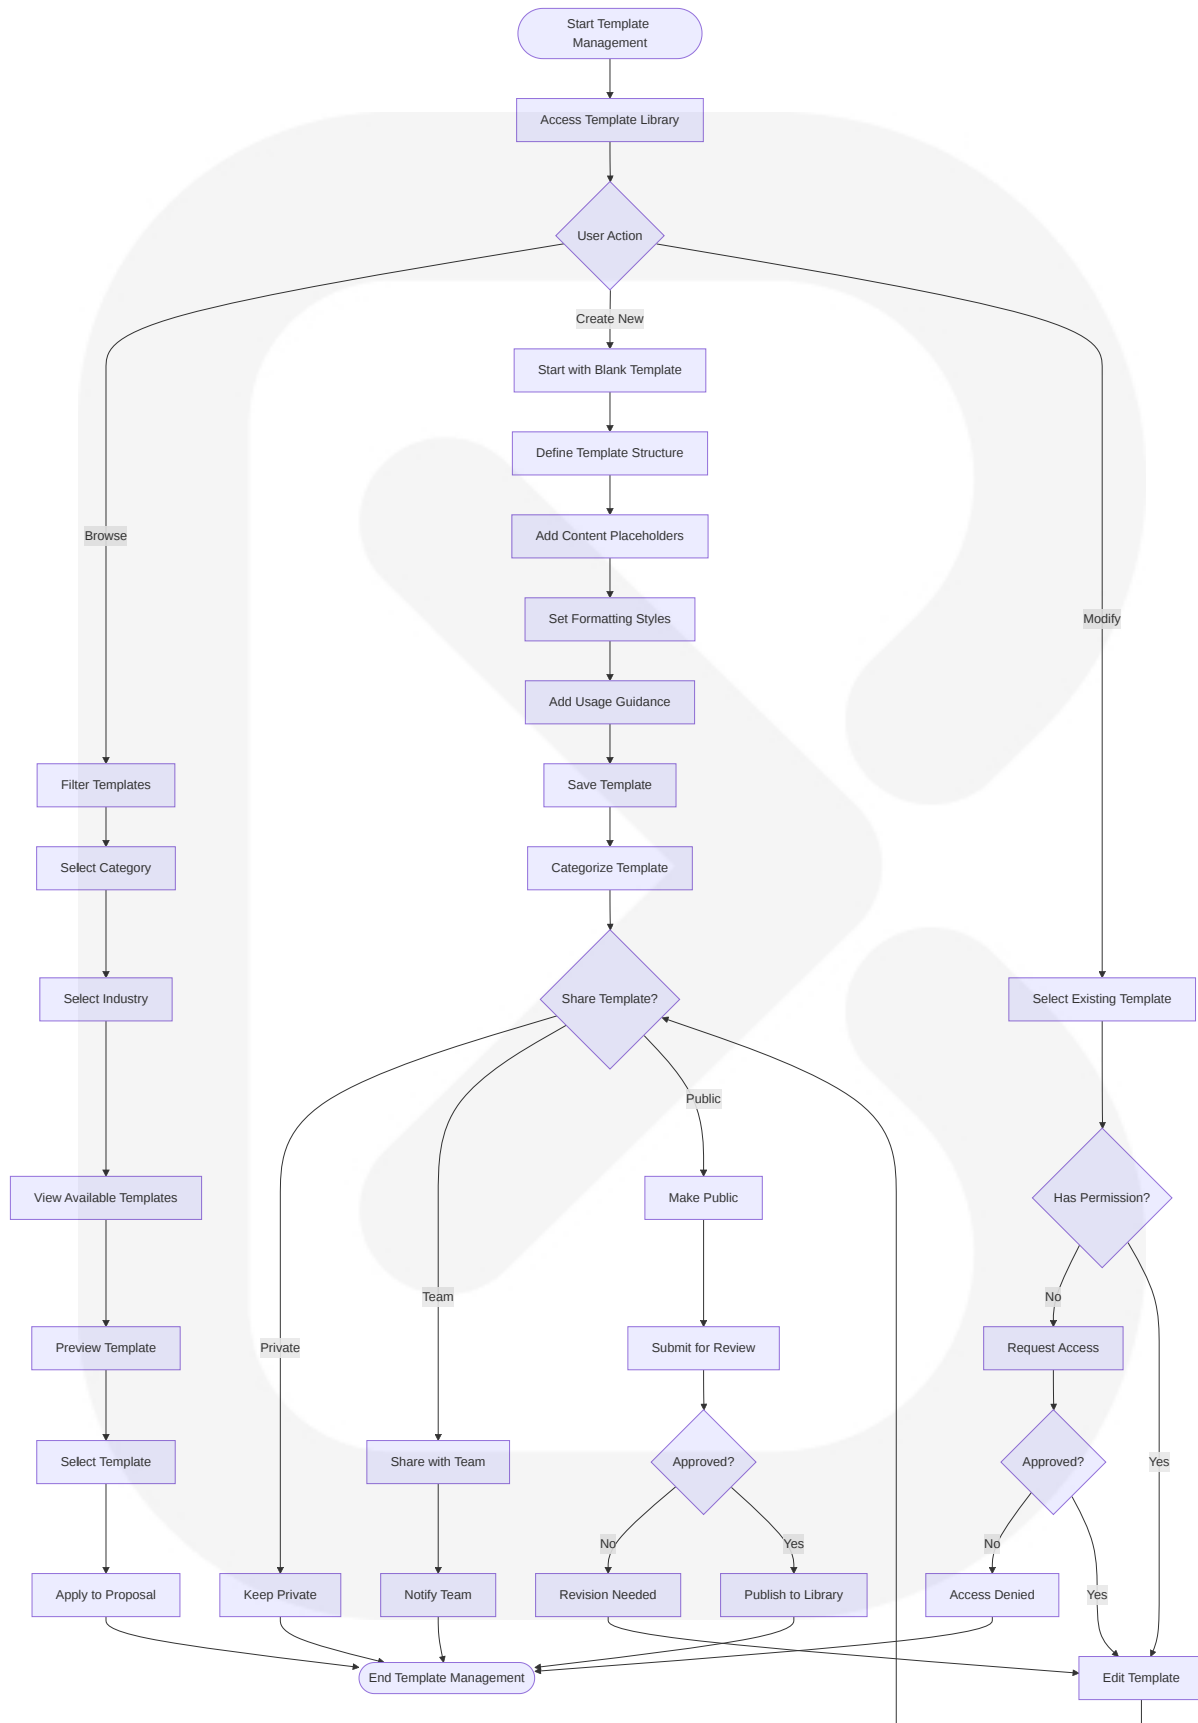 Start Template
Management
Access Template Library
User Action
Create New
Start with Blank Template
Define Template Structure
Browse
Add Content Placeholders
Set Formatting Styles
Modify
Add Usage Guidance
Filter Templates
Save Template
Select Category
Categorize Template
Select Industry
Share Template?
Select Existing Template
Public
View Available Templates
Make Public
Has Permission?
Team
No
Private
Preview Template
Submit for Review
Request Access
Select Template
Share with Team
Approved?
Approved?
Yes
No
Yes
No
Apply to Proposal
Keep Private
Notify Team
Revision Needed
Publish to Library
Access Denied
Yes
End Template Management
Edit Template